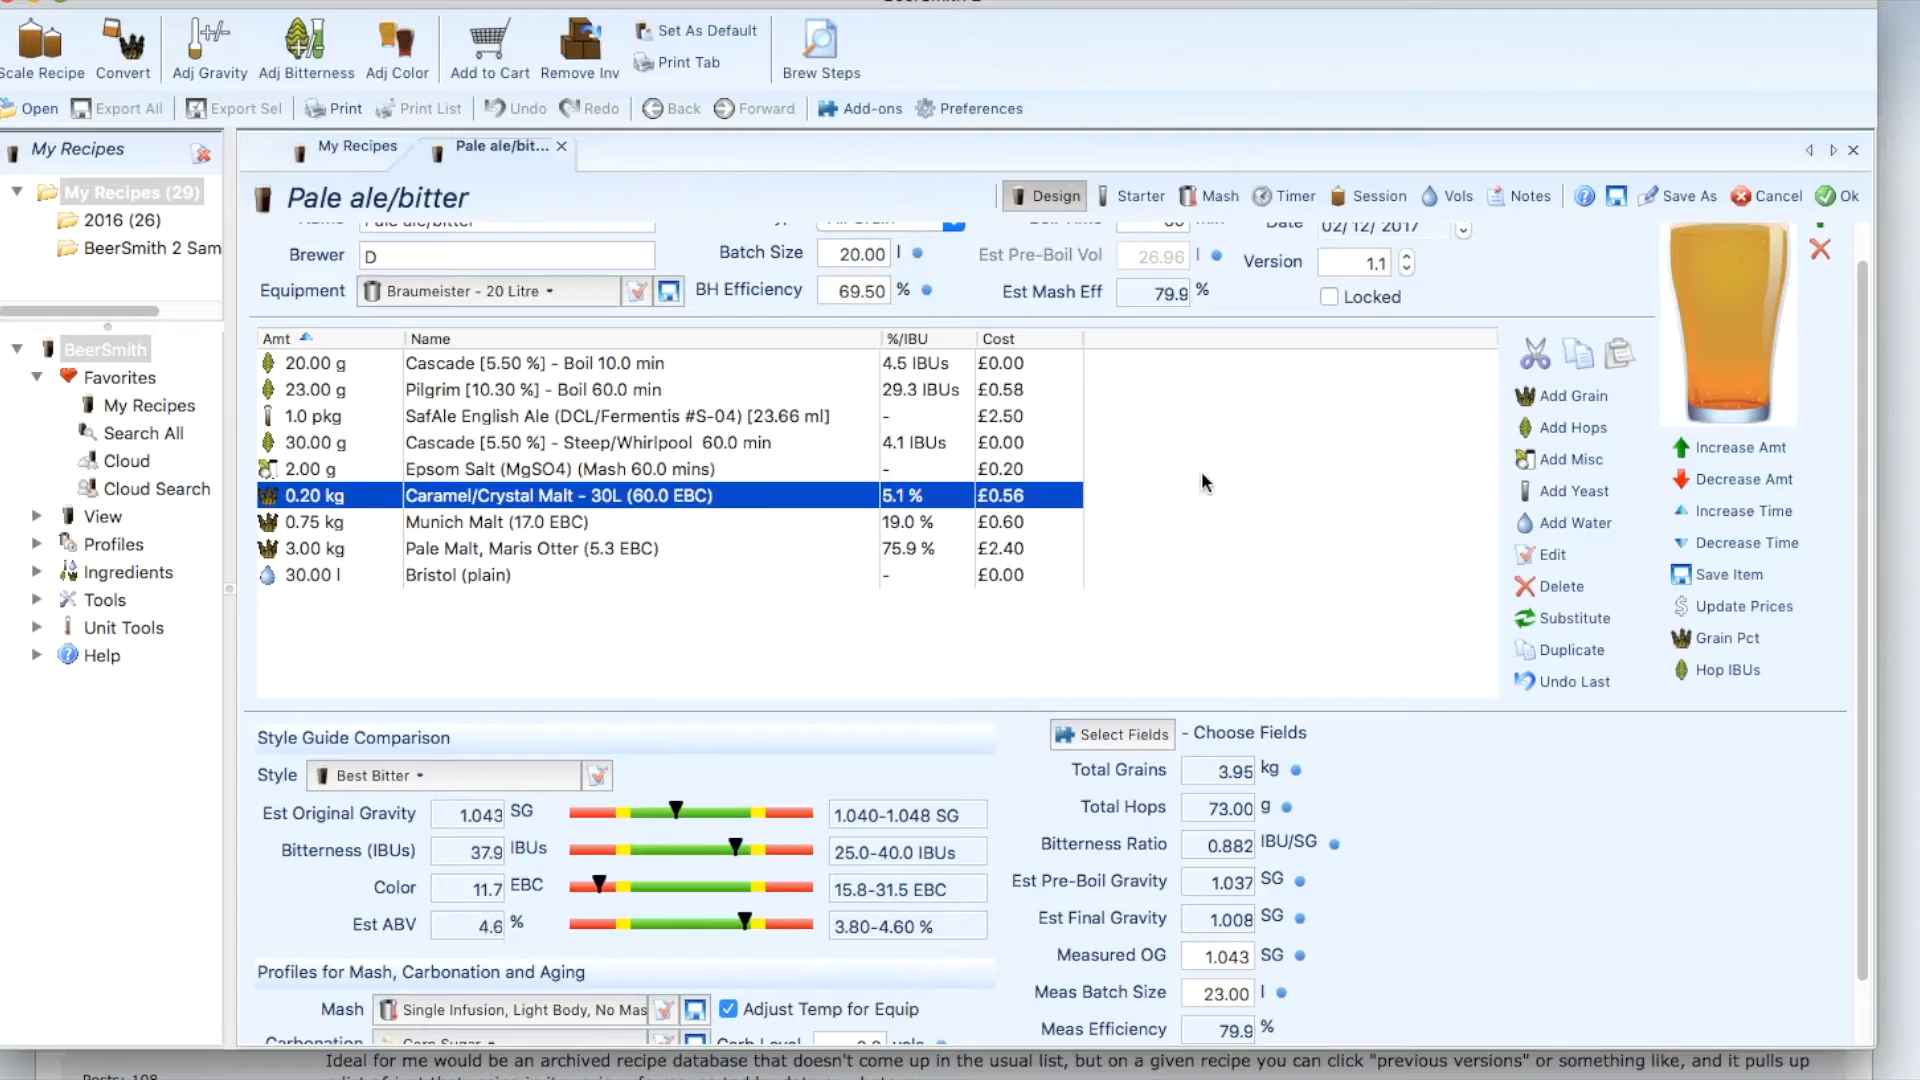 Scale Recipe Convert Adj Gravity Adj Bitterness Adj Color Add to Cart Remove Inv Set As Default Print Tab Brew Steps
Open Export All Export Sel Print Print List Undo Redo Back Forward Add-ons Preferences
My Recipes
My Recipes (29)
2016 (26)
BeerSmith 2 Sam
BeerSmith
Favorites
My Recipes
Search All
Cloud
Cloud Search
View
Profiles
Ingredients
Tools
Unit Tools
Help
My Recipes Pale ale/bit...
Pale ale/bitter
Design Starter Mash Timer Session Vols Notes Save As Cancel Ok
Pale ale/bitter Date 02/12/2017
Brewer D Batch Size 20.00 l Est Pre-Boil Vol 26.96 l Version 1.1
Equipment Braumeister - 20 Litre BH Efficiency 69.50 % Est Mash Eff 79.9 % Locked
Amt Name %/IBU Cost
20.00 g Cascade [5.50 %] - Boil 10.0 min 4.5 IBUs £0.00
23.00 g Pilgrim [10.30 %] - Boil 60.0 min 29.3 IBUs £0.58
1.0 pkg SafAle English Ale (DCL/Fermentis #S-04) [23.66 ml] - £2.50
30.00 g Cascade [5.50 %] - Steep/Whirlpool 60.0 min 4.1 IBUs £0.00
2.00 g Epsom Salt (MgSO4) (Mash 60.0 mins) - £0.20
0.20 kg Caramel/Crystal Malt - 30L (60.0 EBC) 5.1 % £0.56
0.75 kg Munich Malt (17.0 EBC) 19.0 % £0.60
3.00 kg Pale Malt, Maris Otter (5.3 EBC) 75.9 % £2.40
30.00 l Bristol (plain) - £0.00
Add Grain
Add Hops
Add Misc
Add Yeast
Add Water
Edit
Delete
Substitute
Duplicate
Undo Last
Increase Amt
Decrease Amt
Increase Time
Decrease Time
Save Item
Update Prices
Grain Pct
Hop IBUs
Style Guide Comparison
Style Best Bitter
Est Original Gravity 1.043 SG 1.040-1.048 SG
Bitterness (IBUs) 37.9 IBUs 25.0-40.0 IBUs
Color 11.7 EBC 15.8-31.5 EBC
Est ABV 4.6 % 3.80-4.60 %
Profiles for Mash, Carbonation and Aging
Mash Single Infusion, Light Body, No Mas Adjust Temp for Equip
Carbonation Corn Sugar Carb Level vols
Select Fields - Choose Fields
Total Grains 3.95 kg
Total Hops 73.00 g
Bitterness Ratio 0.882 IBU/SG
Est Pre-Boil Gravity 1.037 SG
Est Final Gravity 1.008 SG
Measured OG 1.043 SG
Meas Batch Size 23.00 l
Meas Efficiency 79.9 %
Ideal for me would be an archived recipe database that doesn't come up in the usual list, but on a given recipe you can click "previous versions" or something like, and it pulls up